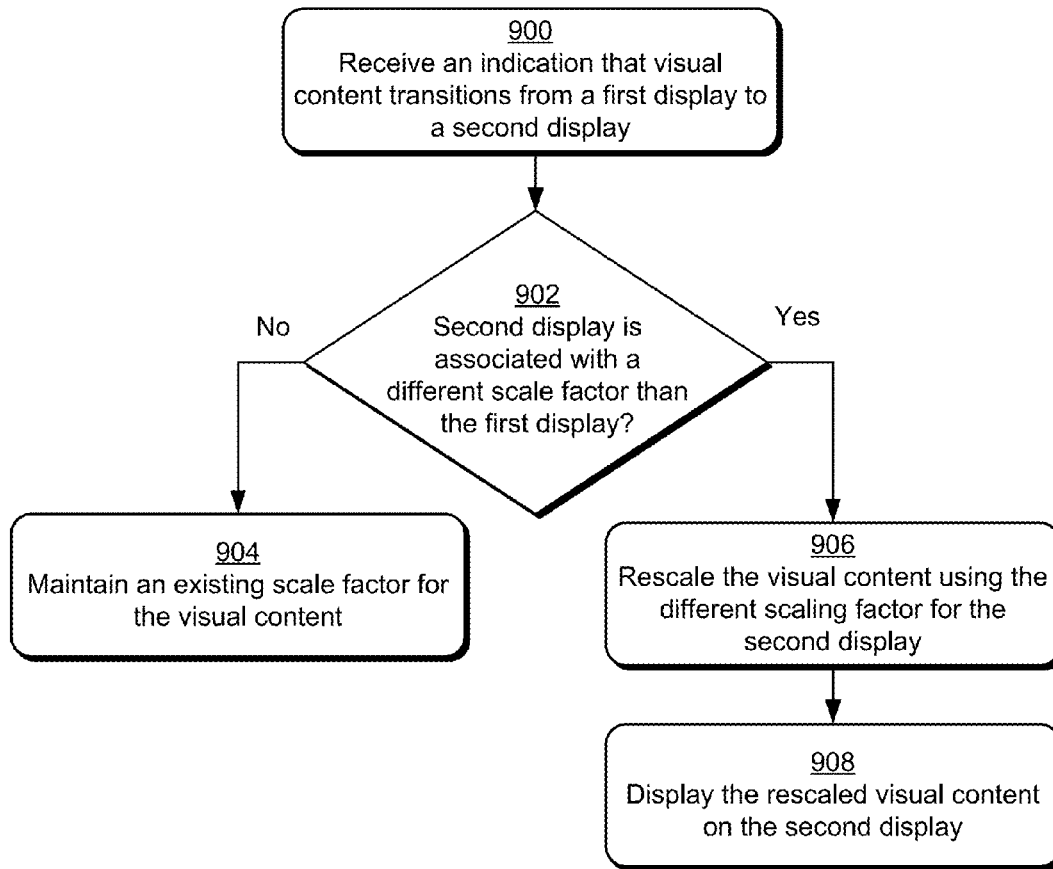 900
Receive an indication that visual
content transitions from a first display to
a second display
902
Second display is
associated with a
different scale factor than
the first display?
No
Yes
904
Maintain an existing scale factor for
the visual content
906
Rescale the visual content using the
different scaling factor for the
second display
908
Display the rescaled visual content
on the second display